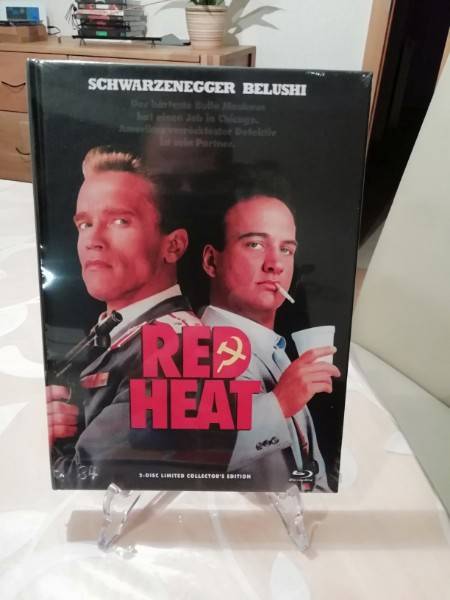 SCHWARZENEGGER BELUSHI
Der härteste Bulle Moskaus
hat einen Job in Chicago.
Amerikas verrücktester Detektiv
ist sein Partner.
RED
HEAT
34
2-DISC LIMITED COLLECTOR'S EDITION